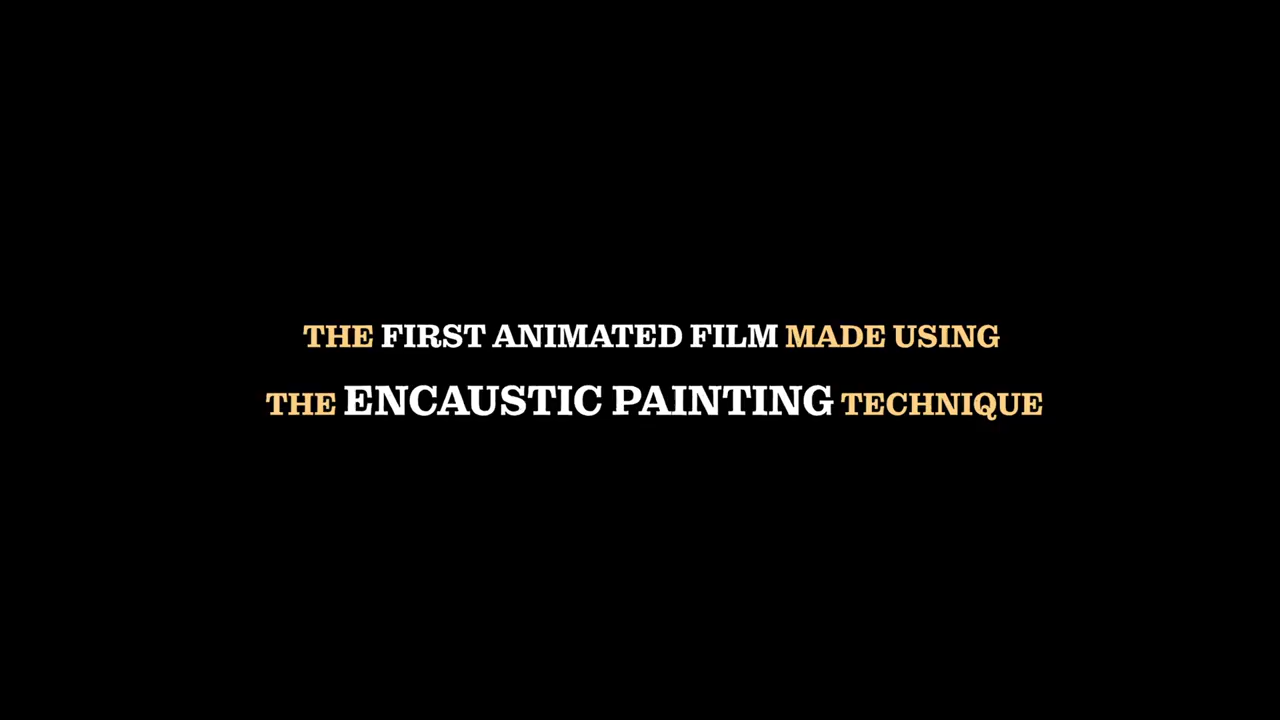 THE FIRST ANIMATED FILM MADE USING
THE ENCAUSTIC PAINTING TECHNIQUE